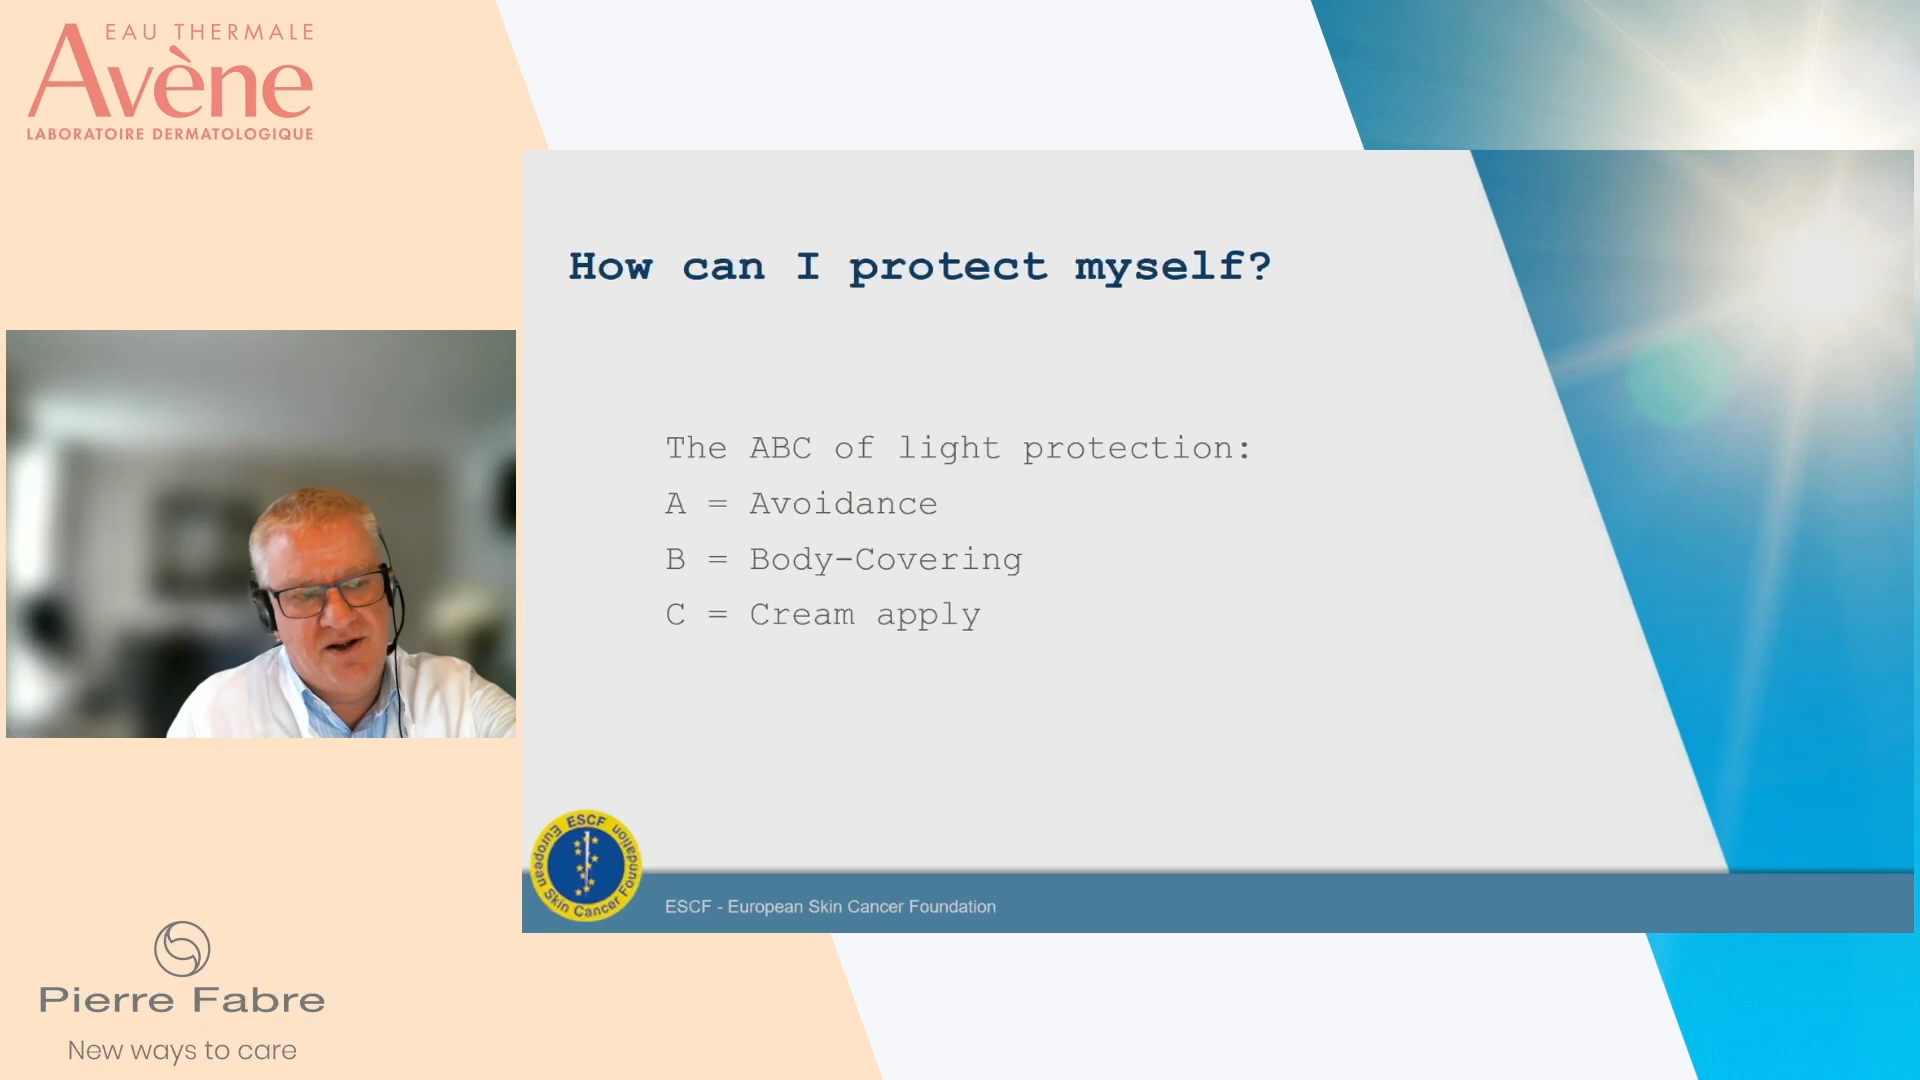 EAU THERMALE
Avène
LABORATOIRE DERMATOLOGIQUE
How can I protect myself?
The ABC of light protection:
A = Avoidance
B = Body-Covering
C = Cream apply
ESCF
European Skin Cancer Foundation
ESCF - European Skin Cancer Foundation
Pierre Fabre
New ways to care